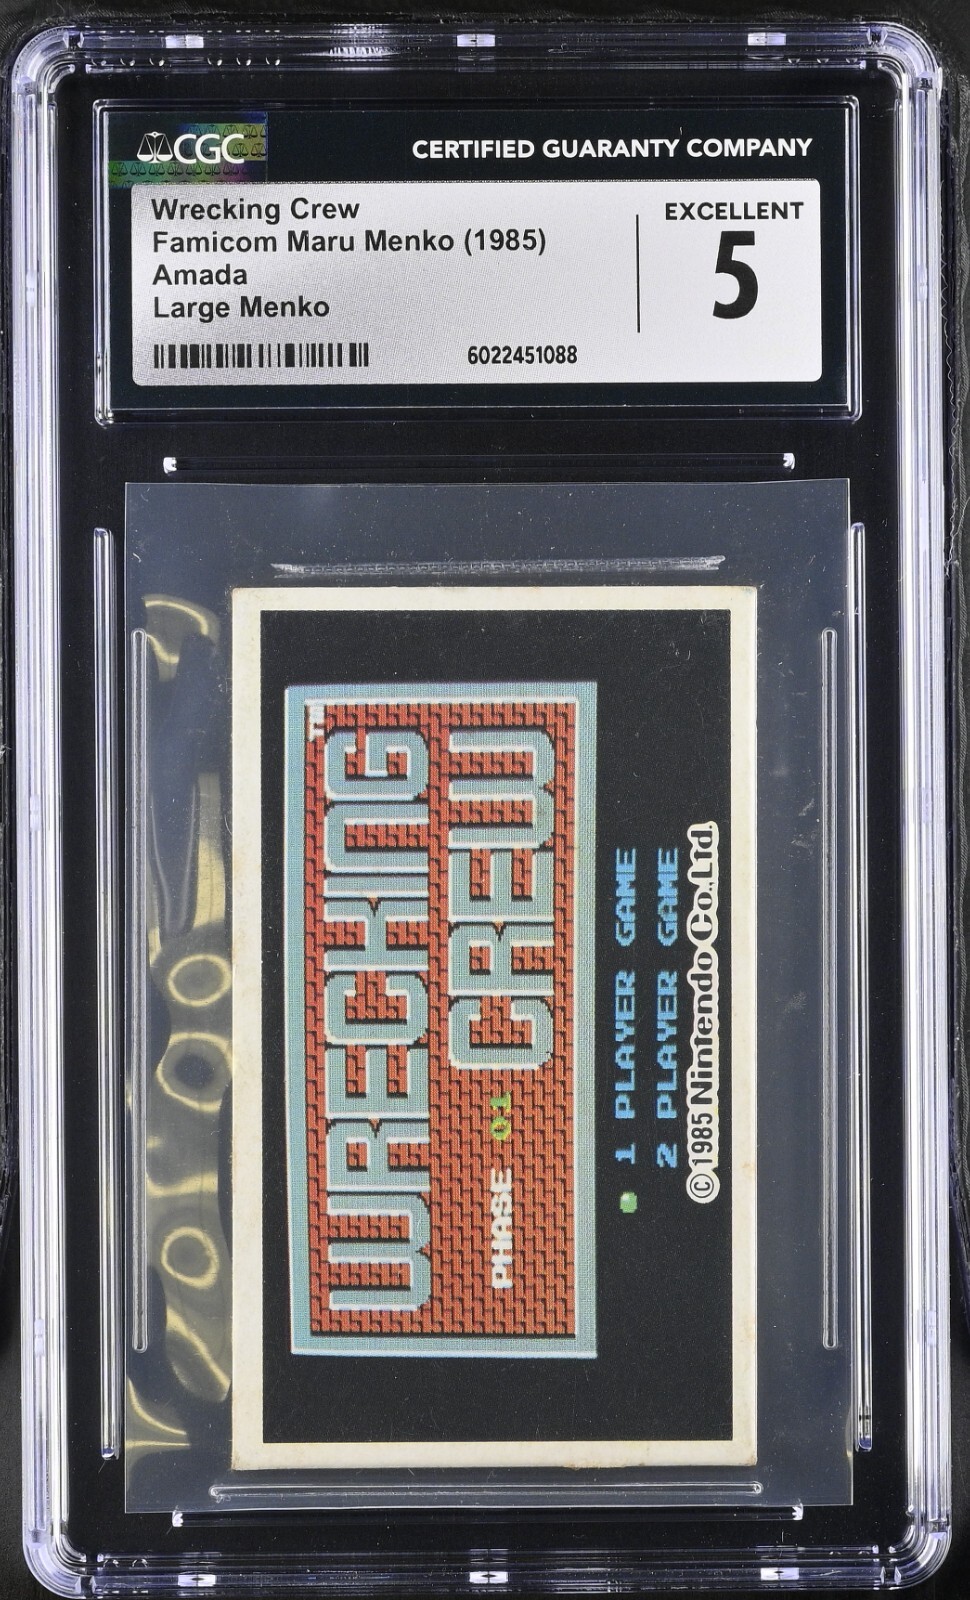 CGC
CERTIFIED GUARANTY COMPANY
Wrecking Crew
Famicom Maru Menko (1985)
Amada
Large Menko
6022451088
EXCELLENT
5
WRECKING
TM
CREW
PHASE 01
1 PLAYER GAME
2 PLAYER GAME
©1985 Nintendo Co.,Ltd.